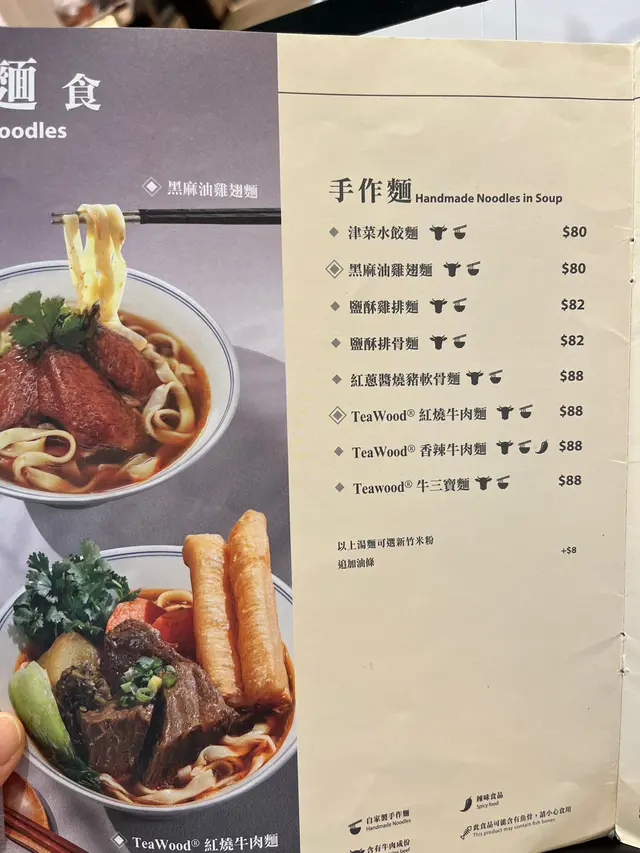 麵 食
oodles
黑麻油雞翅麵
TeaWood® 紅燒牛肉麵
手作麵 Handmade Noodles in Soup
津菜水餃麵 $80
黑麻油雞翅麵 $80
鹽酥雞排麵 $82
鹽酥排骨麵 $82
紅蔥醬燒豬軟骨麵 $88
TeaWood® 紅燒牛肉麵 $88
TeaWood® 香辣牛肉麵 $88
Teawood® 牛三寶麵 $88
以上湯麵可選新竹米粉
追加油條 +$8
自家製手作麵
Handmade Noodles
含有牛肉成份
辣味食品
Spicy food
此食品可能含有魚骨，請小心食用
This product may contain fish bones